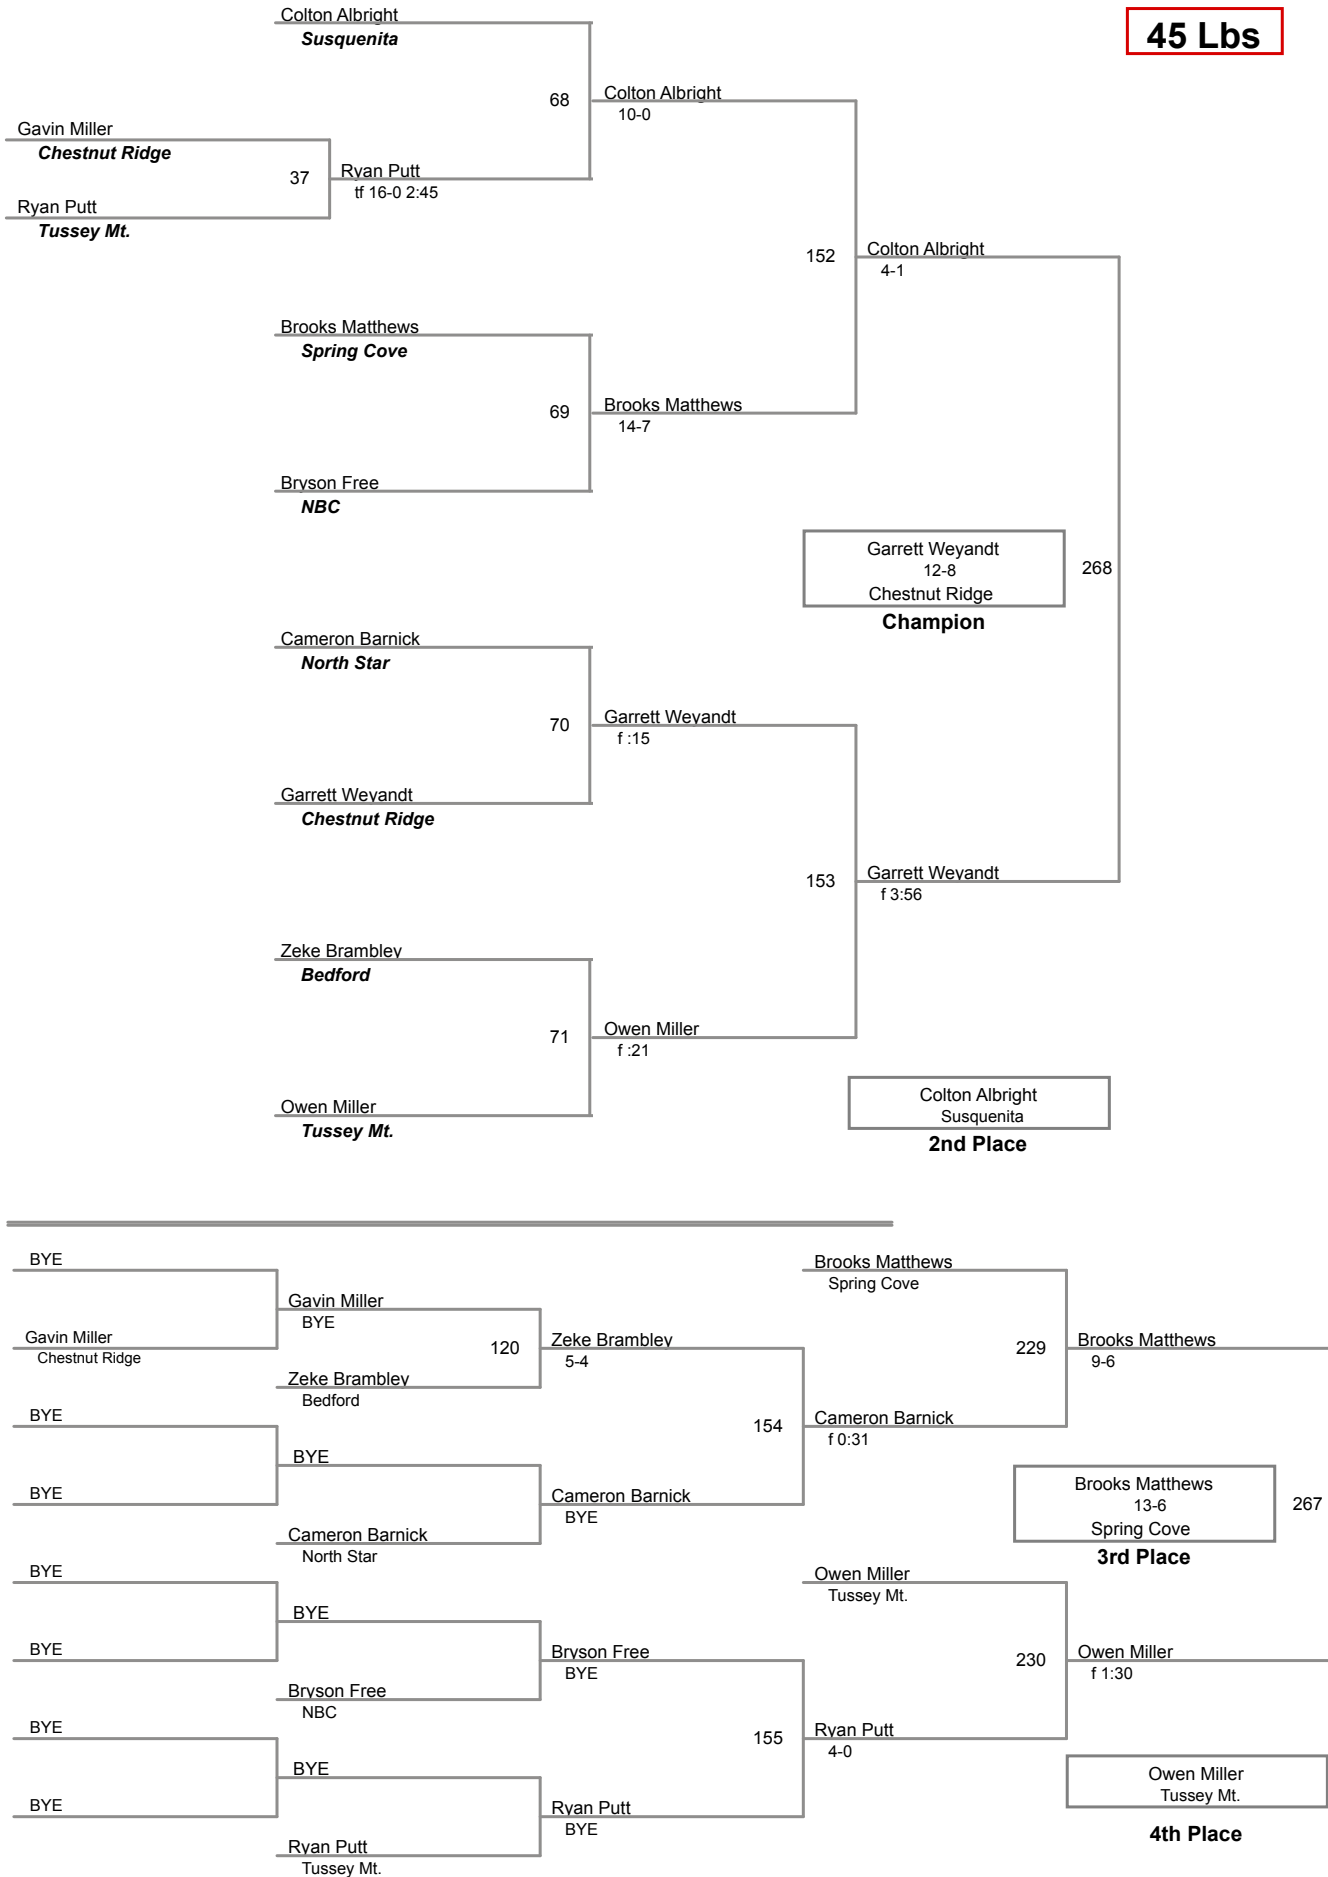 45 Lbs
Colton Albright
Susquenita
68
Colton Albright
10-0
Gavin Miller
Chestnut Ridge
37
Ryan Putt
tf 16-0 2:45
Ryan Putt
Tussey Mt.
152
Colton Albright
4-1
Brooks Matthews
Spring Cove
69
Brooks Matthews
14-7
Bryson Free
NBC
Garrett Weyandt
12-8
Chestnut Ridge
268
Champion
Cameron Barnick
North Star
70
Garrett Weyandt
f :15
Garrett Weyandt
Chestnut Ridge
153
Garrett Weyandt
f 3:56
Zeke Brambley
Bedford
71
Owen Miller
f :21
Owen Miller
Tussey Mt.
Colton Albright
Susquenita
2nd Place
BYE
Brooks Matthews
Spring Cove
Gavin Miller
BYE
Gavin Miller
Chestnut Ridge
120
Zeke Brambley
5-4
229
Brooks Matthews
9-6
Zeke Brambley
Bedford
BYE
154
Cameron Barnick
f 0:31
BYE
BYE
Cameron Barnick
BYE
Brooks Matthews
13-6
Spring Cove
267
3rd Place
Cameron Barnick
North Star
BYE
Owen Miller
Tussey Mt.
BYE
BYE
Bryson Free
BYE
230
Owen Miller
f 1:30
Bryson Free
NBC
BYE
155
Ryan Putt
4-0
BYE
BYE
Ryan Putt
BYE
Owen Miller
Tussey Mt.
4th Place
Ryan Putt
Tussey Mt.